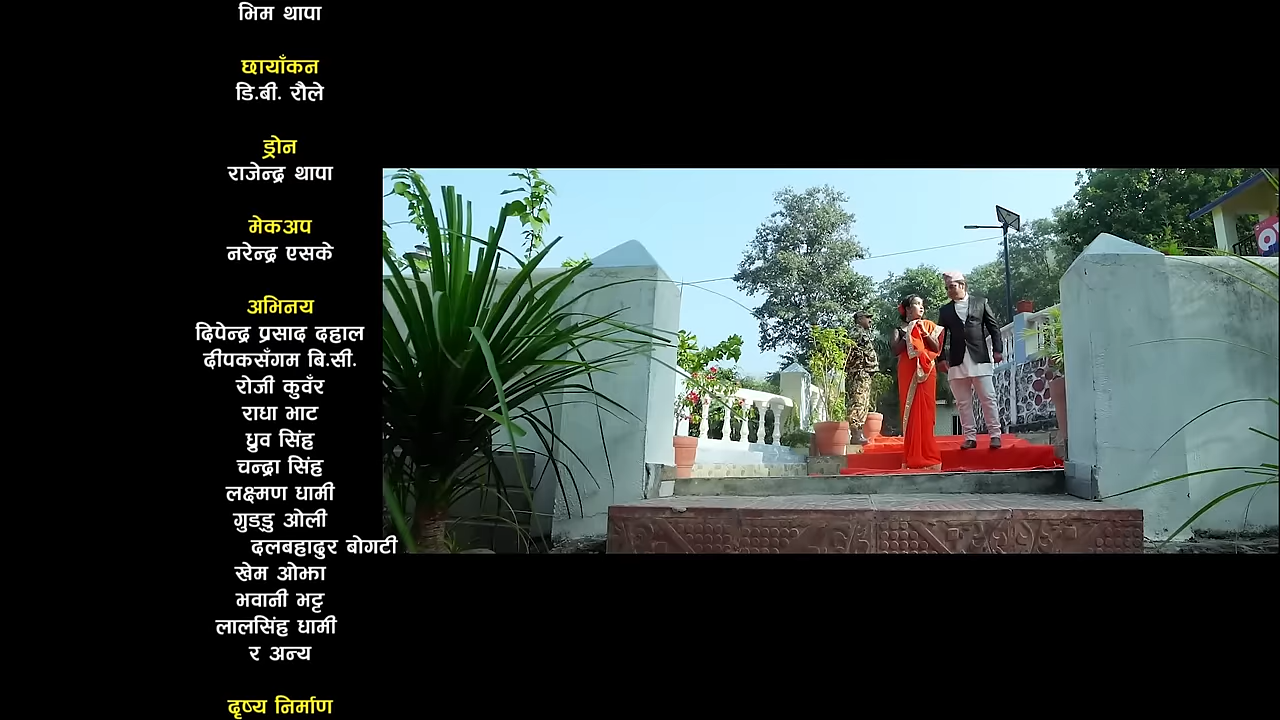 भिम थापा
छायाँकन
डि.बी. रौले
ड्रोन
राजेन्द्र थापा
मेकअप
नरेन्द्र एसके
अभिनय
दिपेन्द्र प्रसाद दहाल
दीपकसँगम बि.सी.
रोजी कुवँर
राधा भाट
ध्रुव सिंह
चन्द्रा सिंह
लक्ष्मण धामी
गुड्डु ओली
दलबहादुर बोगटी
खेम ओझा
भवानी भट्ट
लालसिंह धामी
र अन्य
दृष्य निर्माण